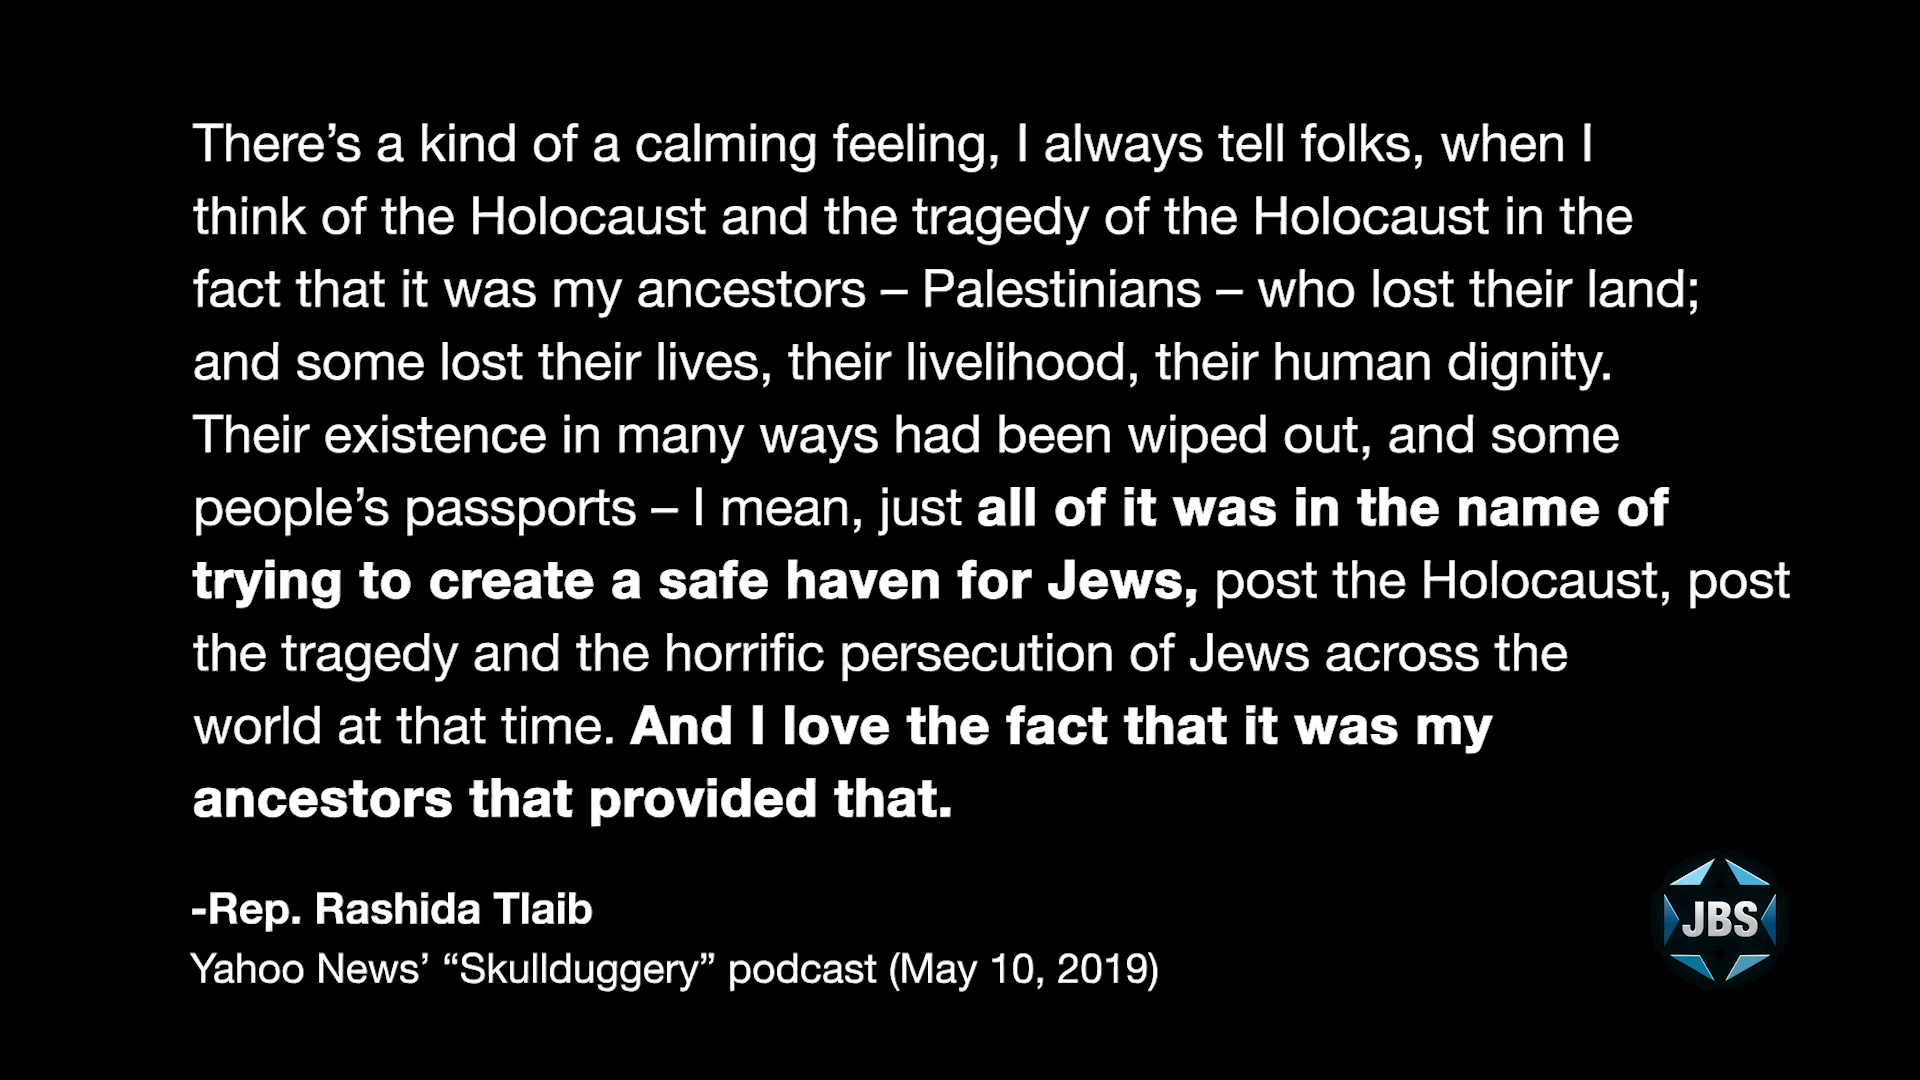 There’s a kind of a calming feeling, I always tell folks, when I
think of the Holocaust and the tragedy of the Holocaust in the
fact that it was my ancestors – Palestinians – who lost their land;
and some lost their lives, their livelihood, their human dignity.
Their existence in many ways had been wiped out, and some
people’s passports – I mean, just all of it was in the name of
trying to create a safe haven for Jews, post the Holocaust, post
the tragedy and the horrific persecution of Jews across the
world at that time. And I love the fact that it was my
ancestors that provided that.
-Rep. Rashida Tlaib
Yahoo News’ “Skullduggery” podcast (May 10, 2019)
JBS